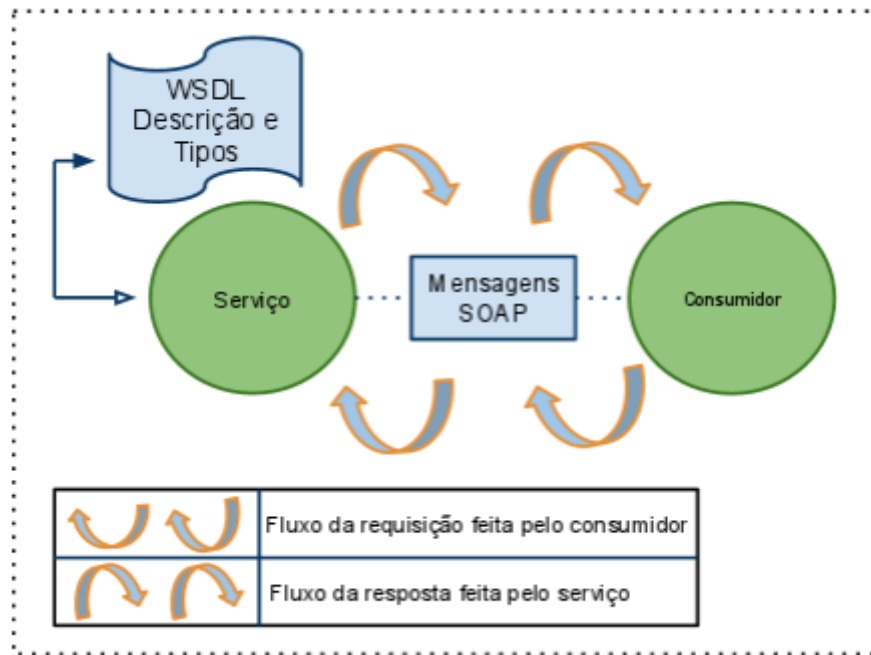 WSDL
Descrição e
Tipos
Serviço
Mensagens
SOAP
Consumidor
Fluxo da requisição feita pelo consumidor
Fluxo da resposta feita pelo serviço